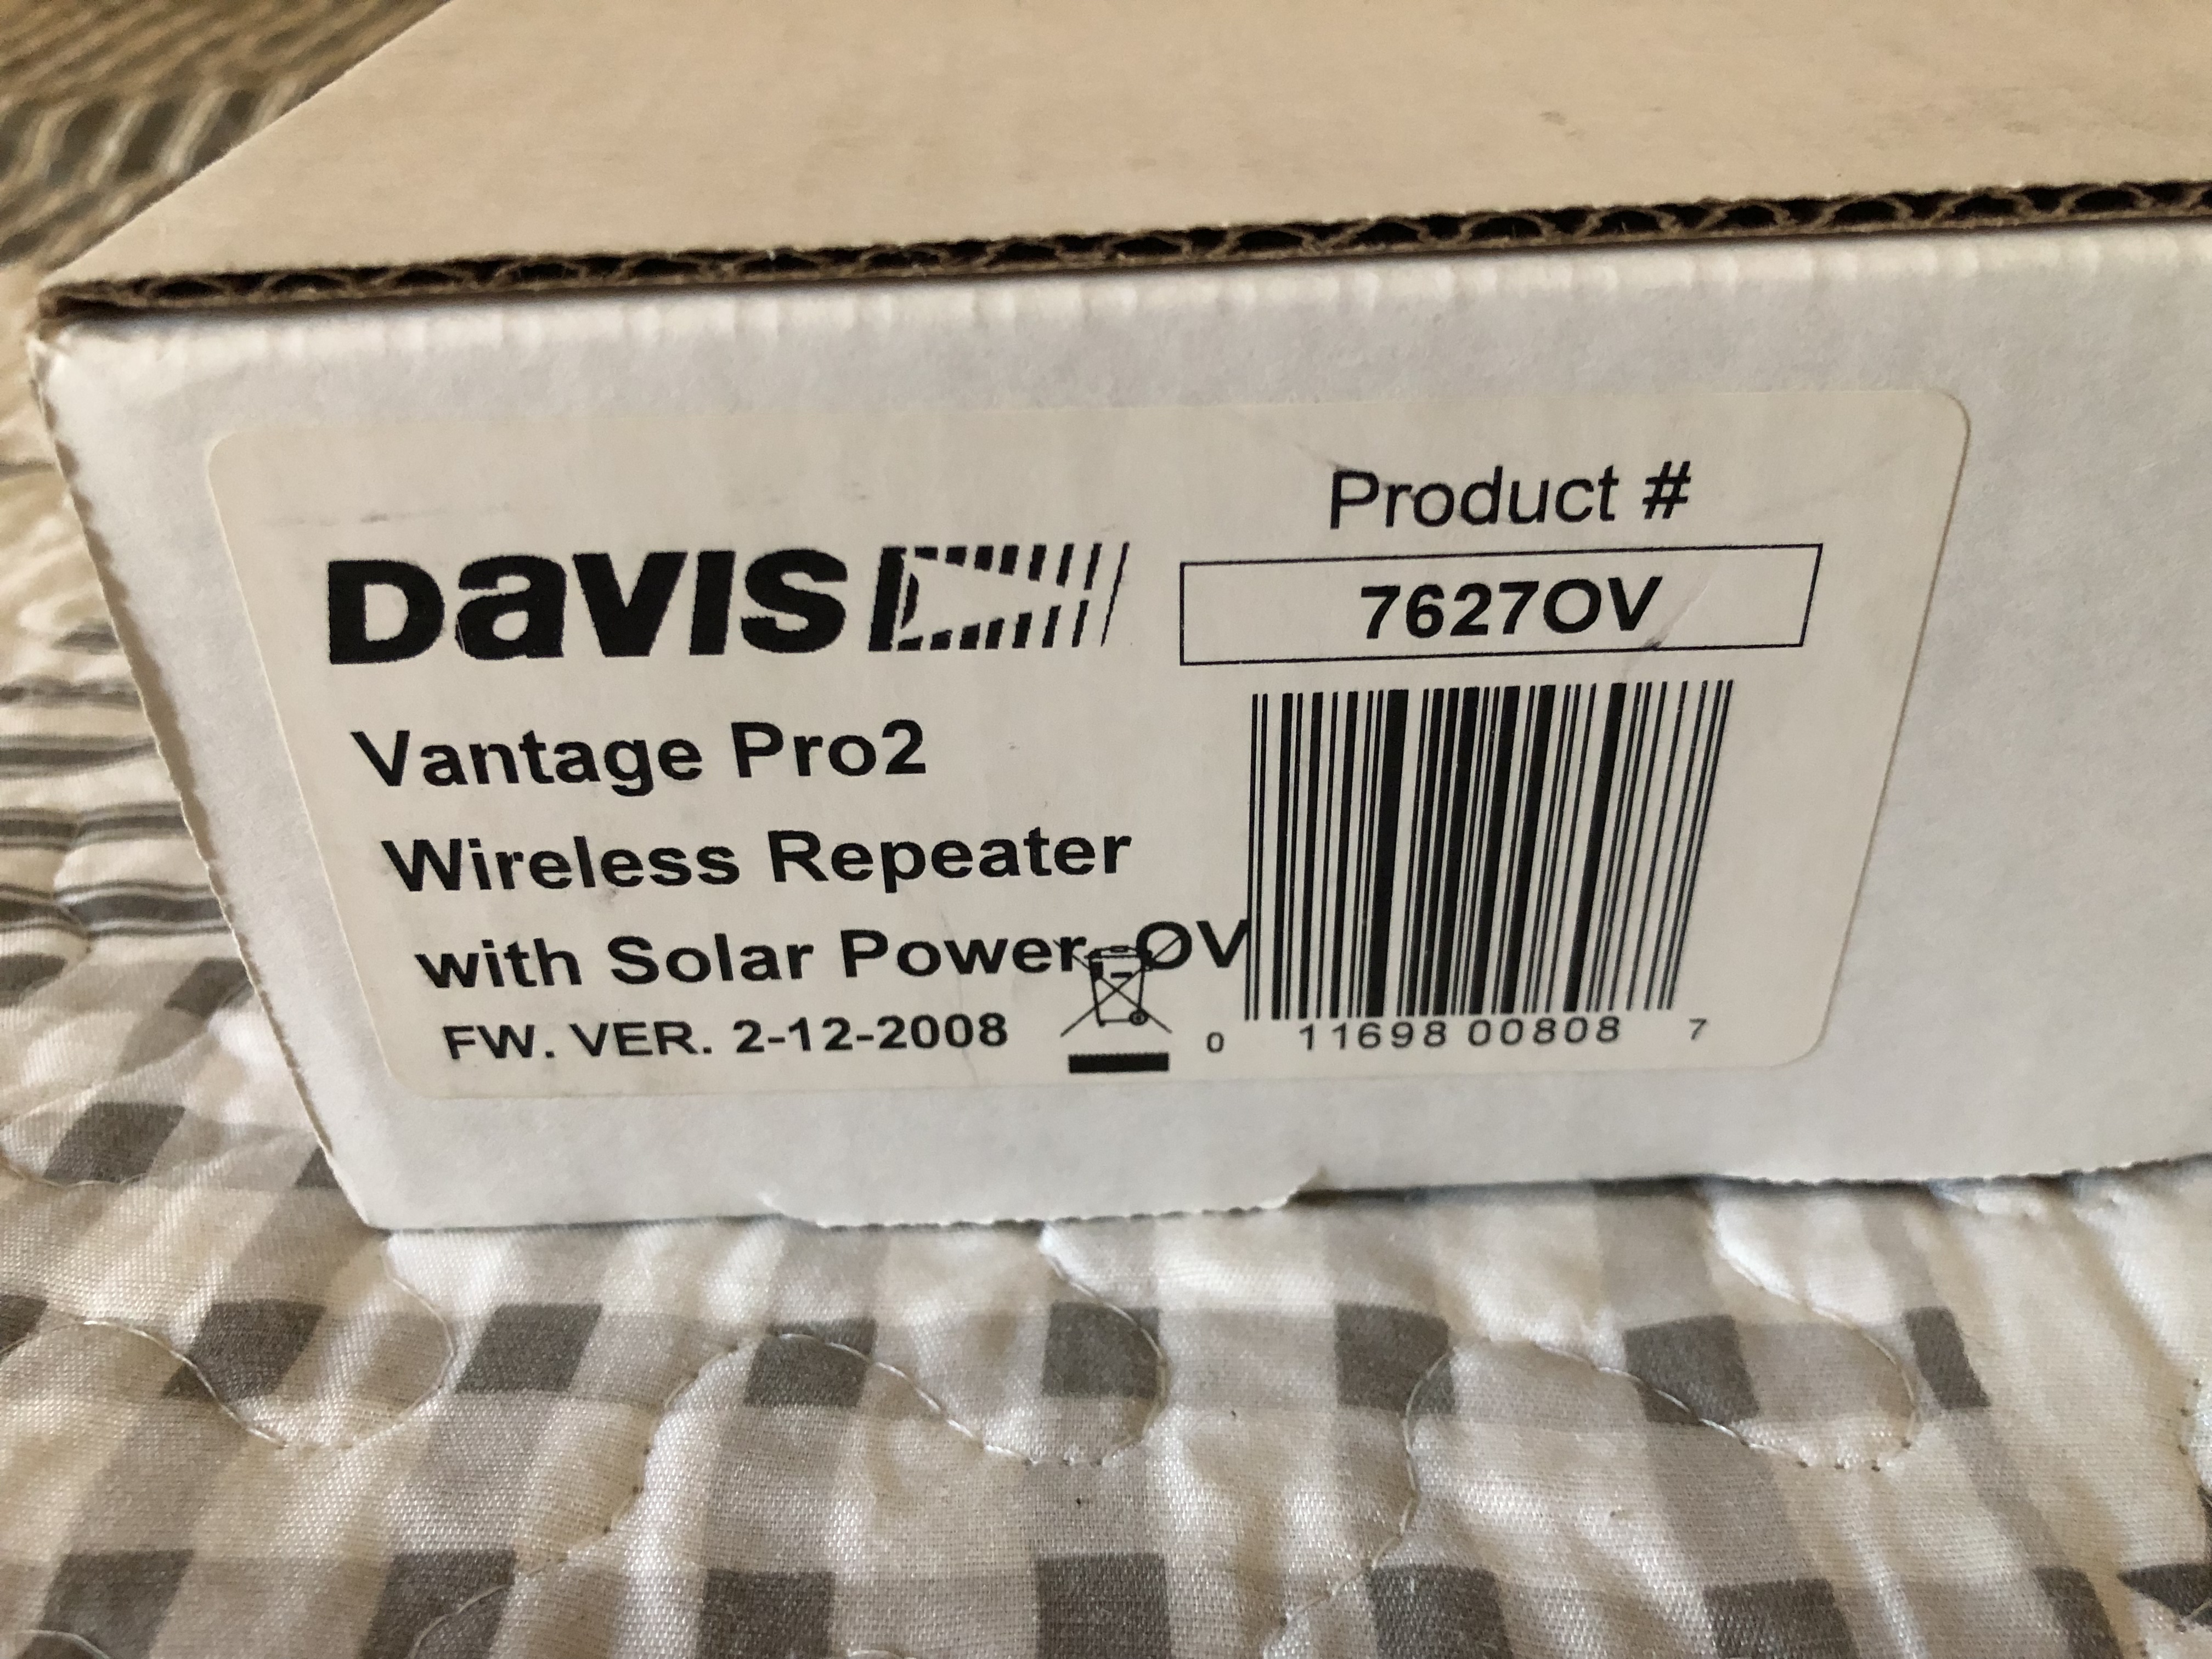 DAVIS
Product #
7627OV
Vantage Pro2
Wireless Repeater
with Solar Power, OV
FW. VER. 2-12-2008
0 11698 00808 7